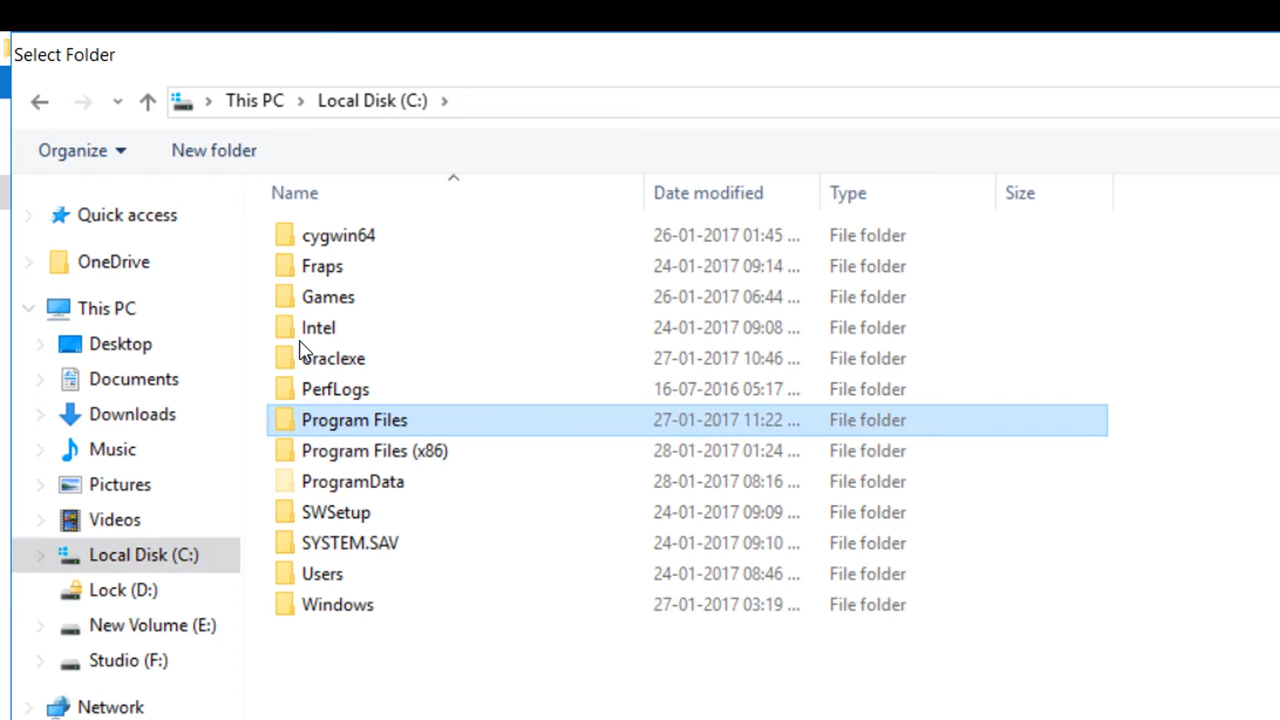 Select Folder
This PC Local Disk (C:)
Organize New folder
Name Date modified Type Size
Quick access
OneDrive
This PC
Desktop
Documents
Downloads
Music
Pictures
Videos
Local Disk (C:)
Lock (D:)
New Volume (E:)
Studio (F:)
Network
cygwin64 26-01-2017 01:45 ... File folder
Fraps 24-01-2017 09:14 ... File folder
Games 26-01-2017 06:44 ... File folder
Intel 24-01-2017 09:08 ... File folder
oraclexe 27-01-2017 10:46 ... File folder
PerfLogs 16-07-2016 05:17 ... File folder
Program Files 27-01-2017 11:22 ... File folder
Program Files (x86) 28-01-2017 01:24 ... File folder
ProgramData 28-01-2017 08:16 ... File folder
SWSetup 24-01-2017 09:09 ... File folder
SYSTEM.SAV 24-01-2017 09:10 ... File folder
Users 24-01-2017 08:46 ... File folder
Windows 27-01-2017 03:19 ... File folder